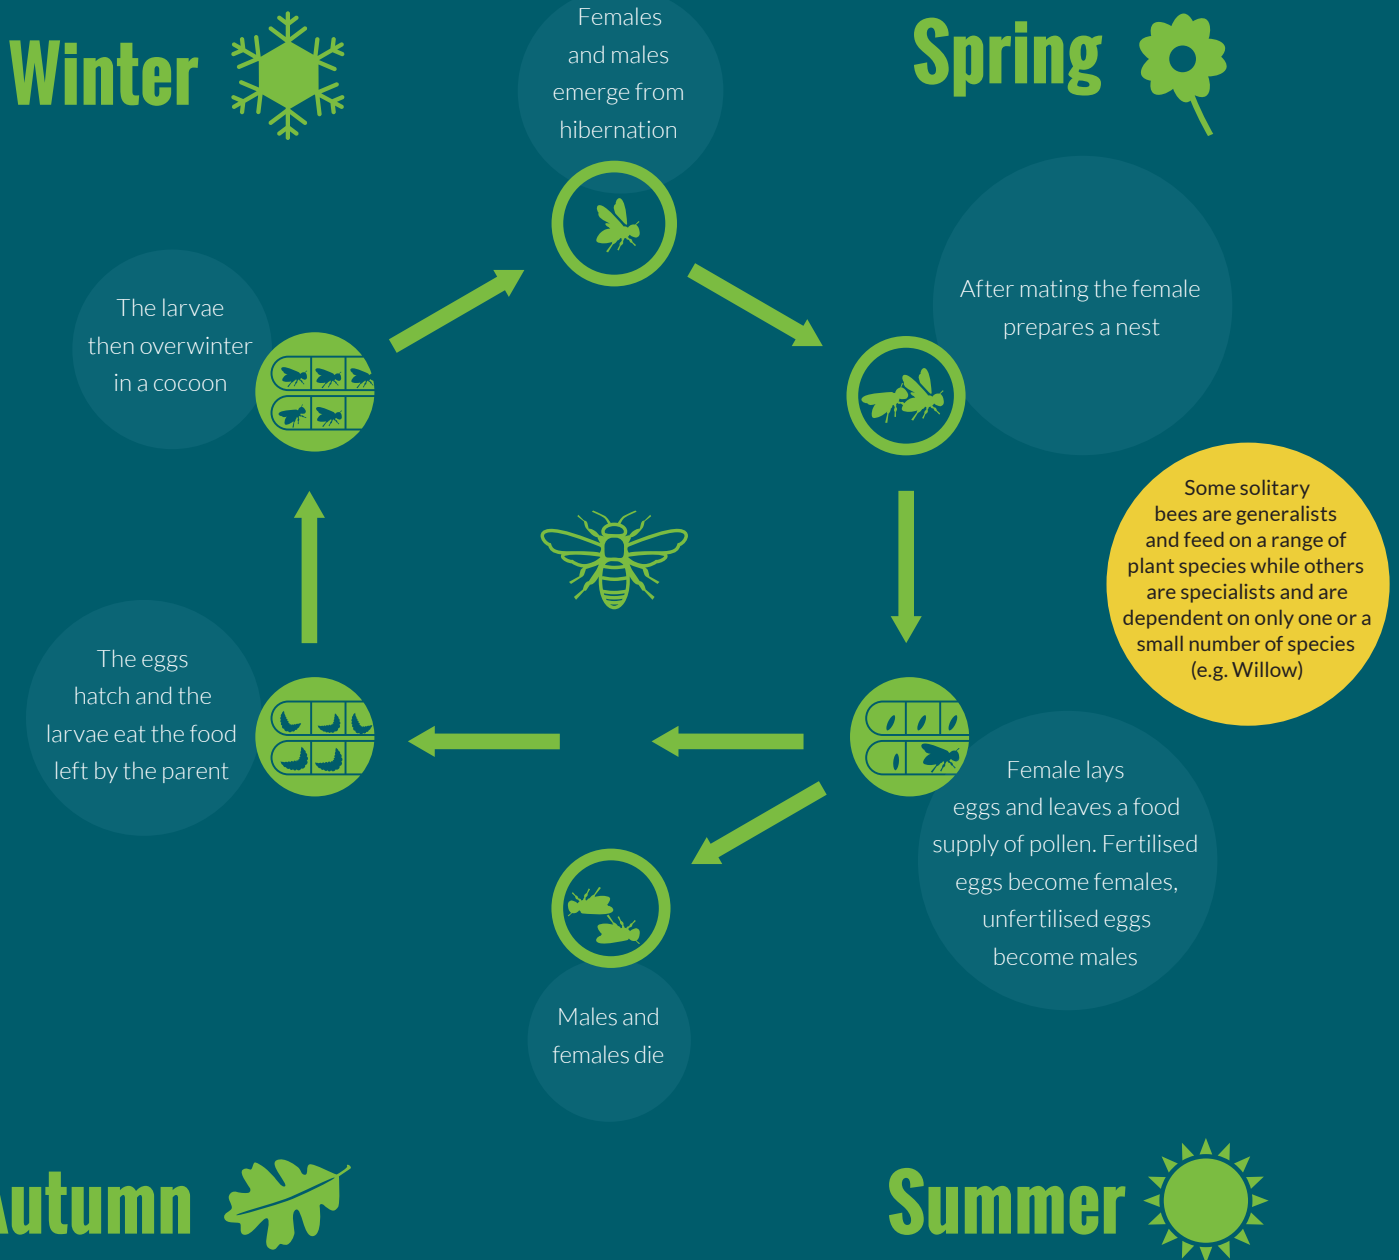 Winter
Females
and males
emerge from
hibernation
Spring
The larvae
then overwinter
in a cocoon
After mating the female
prepares a nest
Some solitary
bees are generalists
and feed on a range of
plant species while others
are specialists and are
dependent on only one or a
small number of species
(e.g. Willow)
The eggs
hatch and the
larvae eat the food
left by the parent
Female lays
eggs and leaves a food
supply of pollen. Fertilised
eggs become females,
unfertilised eggs
become males
Males and
females die
Autumn
Summer